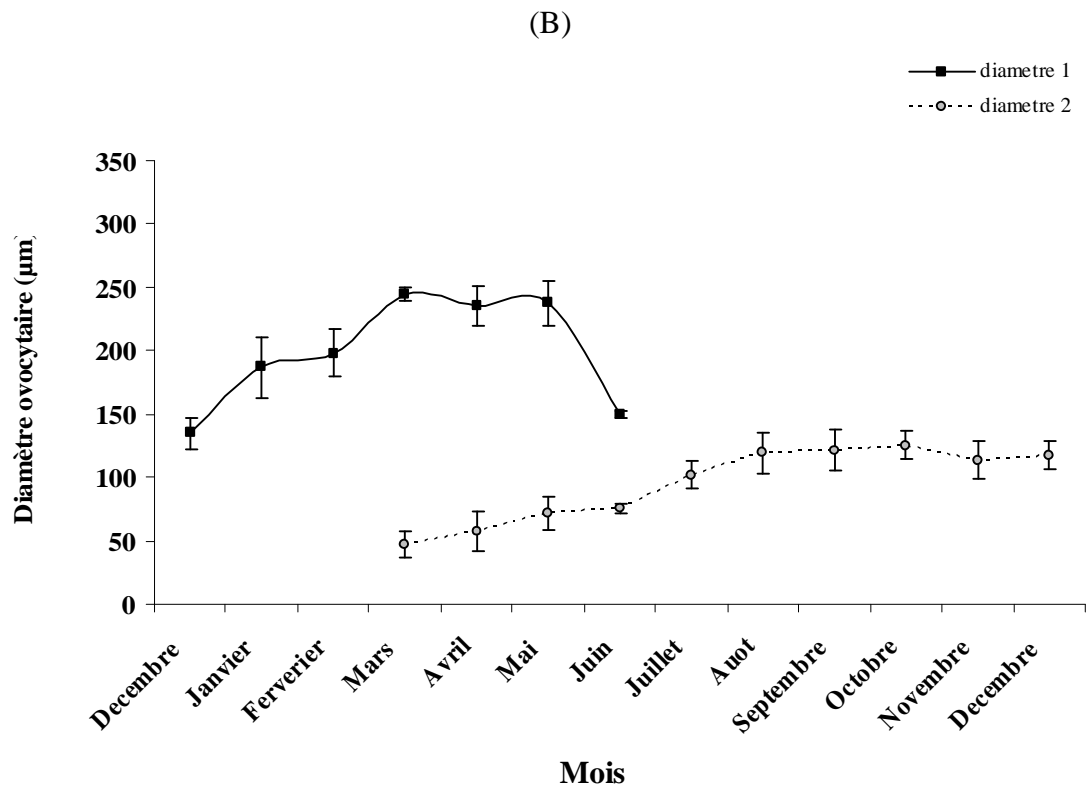 (B)
diametre 1
diametre 2
350
300
250
200
150
100
50
0
Diamètre ovocytaire (µm)
Decembre
Janvier
Ferverier
Mars
Avril
Mai
Juin
Juillet
Auot
Septembre
Octobre
Novembre
Decembre
Mois